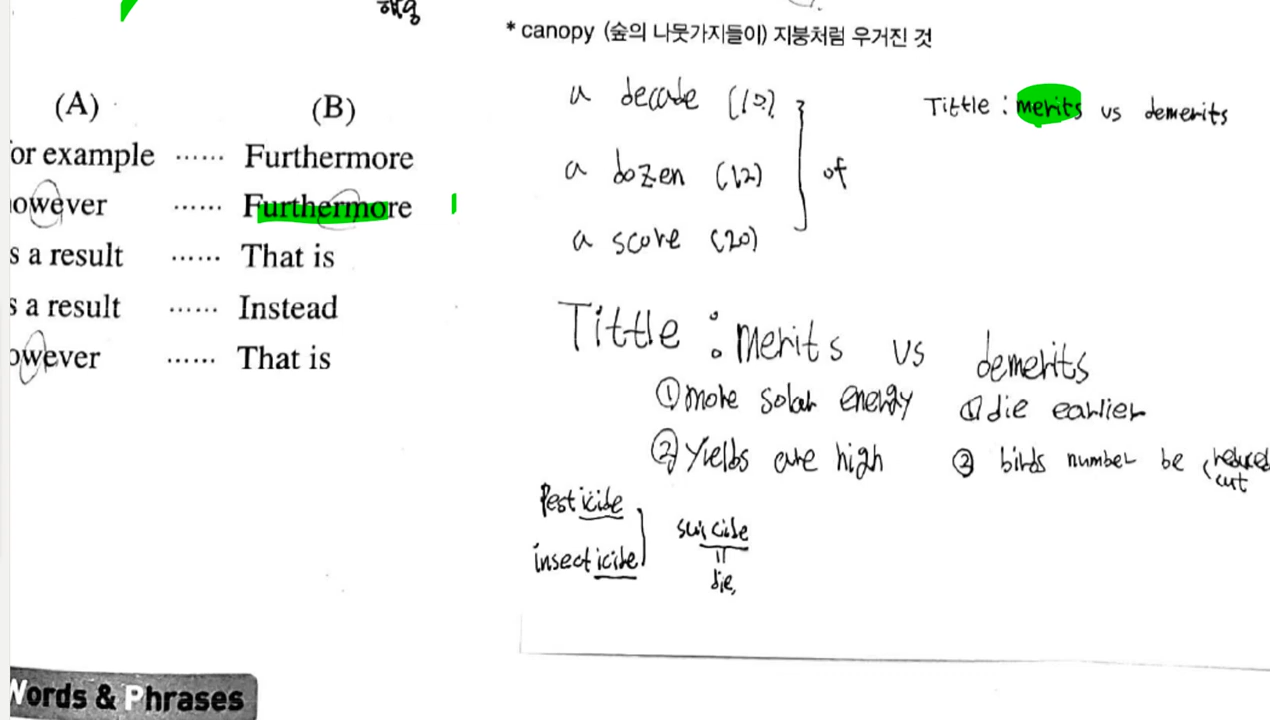 해응
* canopy (숲의 나뭇가지들이) 지붕처럼 우거진 것
(A) (B)
or example ...... Furthermore
owever ...... Furthermore
s a result ...... That is
s a result ...... Instead
owever ...... That is
a decade (10)
a dozen (12)
a score (20)
of
Tittle : merits vs demerits
Tittle : merits vs demerits
① more solar energy ① die earlier
② Yields are high ② birds number be (reduced
cut
Pesticide
insecticide
suicide
die,
Words & Phrases